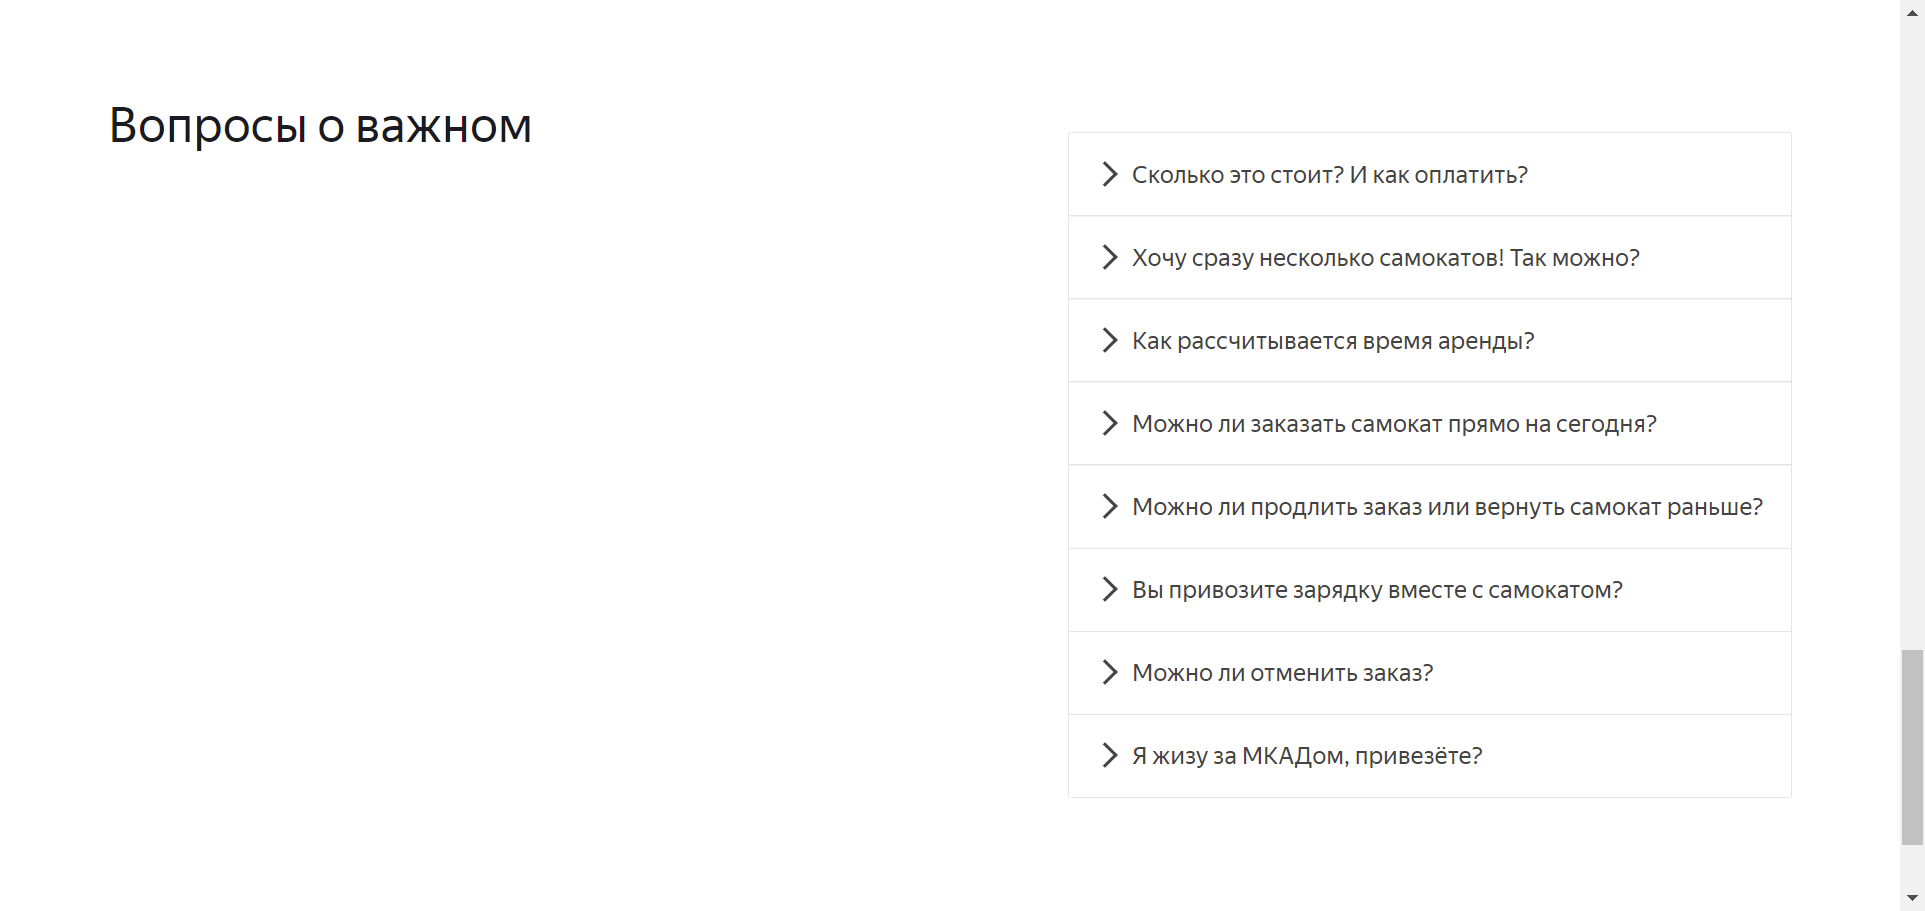 Вопросы о важном
Сколько это стоит? И как оплатить?
Хочу сразу несколько самокатов! Так можно?
Как рассчитывается время аренды?
Можно ли заказать самокат прямо на сегодня?
Можно ли продлить заказ или вернуть самокат раньше?
Вы привозите зарядку вместе с самокатом?
Можно ли отменить заказ?
Я жизу за МКАДом, привезёте?